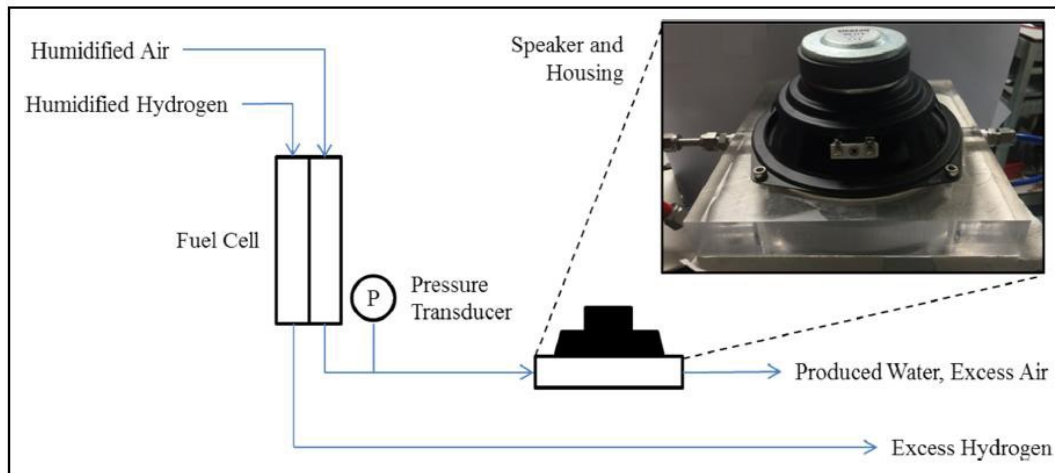 Humidified Air
Humidified Hydrogen
Fuel Cell
P
Pressure
Transducer
Speaker and
Housing
Produced Water, Excess Air
Excess Hydrogen